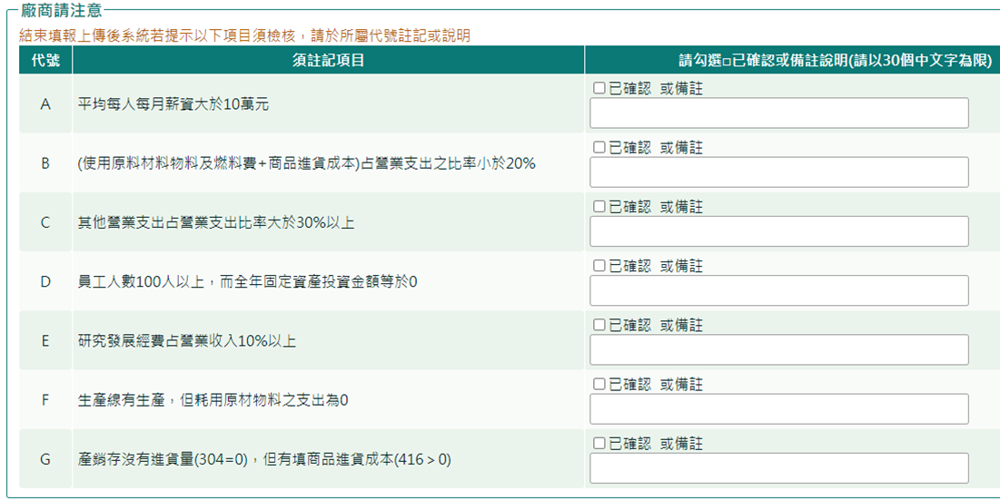 廠商請注意
結束填報上傳後系統若提示以下項目須檢核，請於所屬代號註記或說明
代號 須註記項目 請勾選□已確認或備註說明(請以30個中文字為限)
A 平均每人每月薪資大於10萬元 □已確認 或備註
B (使用原料材料物料及燃料費+商品進貨成本)占營業支出之比率小於20% □已確認 或備註
C 其他營業支出占營業支出比率大於30%以上 □已確認 或備註
D 員工人數100人以上，而全年固定資產投資金額等於0 □已確認 或備註
E 研究發展經費占營業收入10%以上 □已確認 或備註
F 生產線有生產，但耗用原材物料之支出為0 □已確認 或備註
G 產銷存沒有進貨量(304=0)，但有填商品進貨成本(416＞0) □已確認 或備註